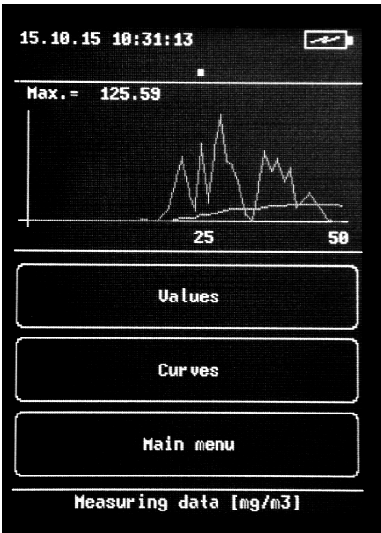 15.10.15 10:31:13
Max.= 125.59
25 50
Values
Curves
Main menu
Measuring data [mg/m3]